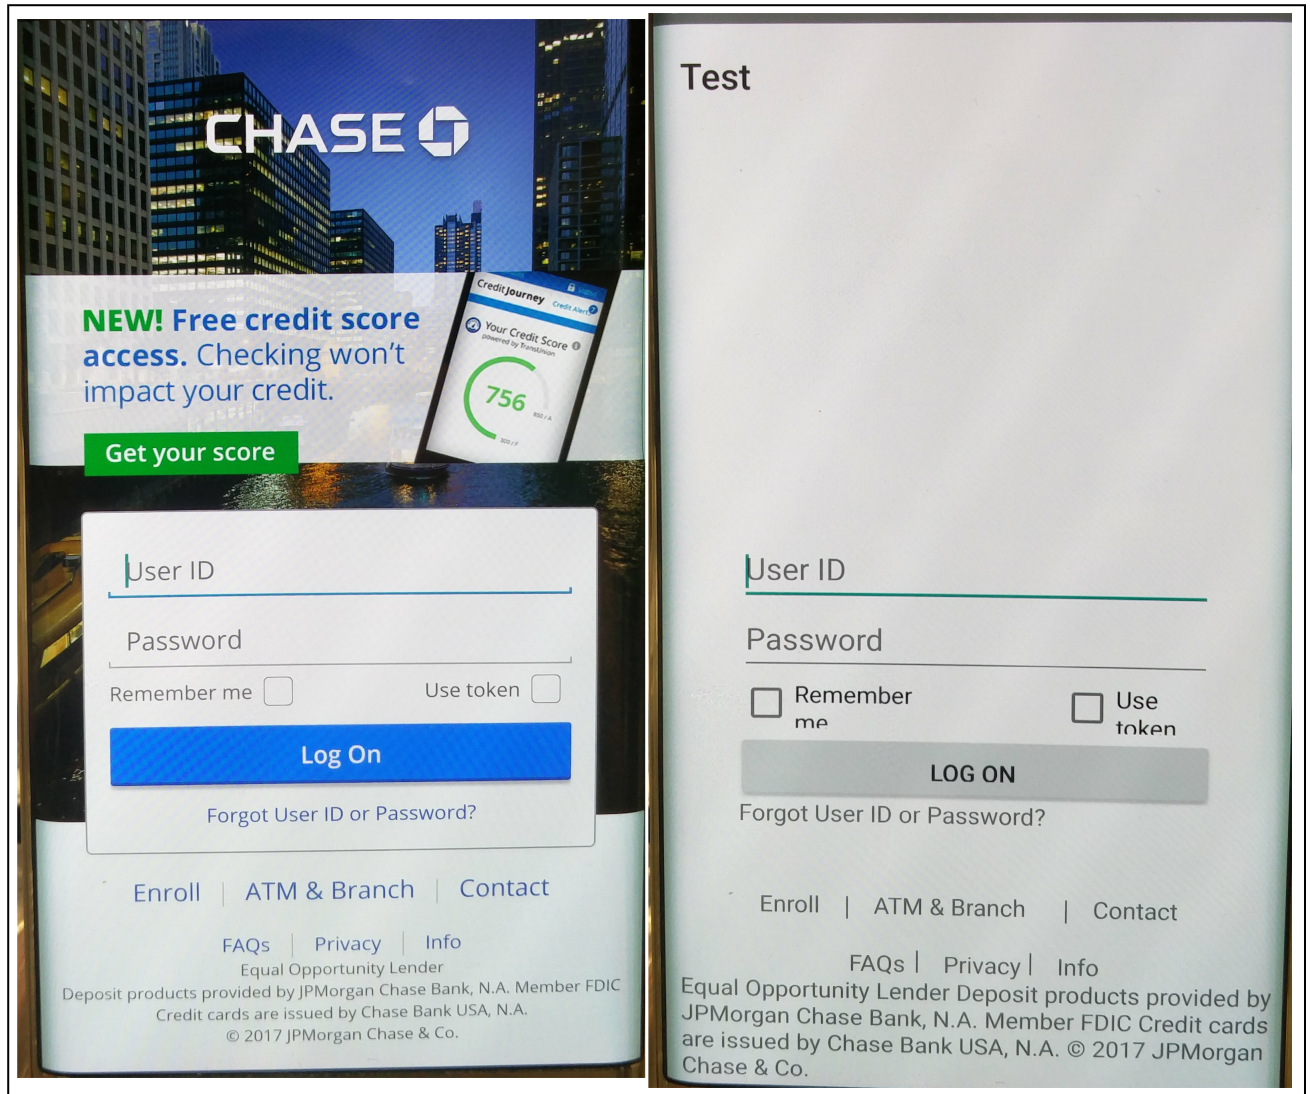 CHASE
NEW! Free credit score
access. Checking won't
impact your credit.
Get your score
CreditJourney
Credit Alert
Your Credit Score
powered by TransUnion
756
User ID
Password
Remember me
Use token
Log On
Forgot User ID or Password?
Enroll | ATM & Branch | Contact
FAQs | Privacy | Info
Equal Opportunity Lender
Deposit products provided by JPMorgan Chase Bank, N.A. Member FDIC
Credit cards are issued by Chase Bank USA, N.A.
© 2017 JPMorgan Chase & Co.
Test
User ID
Password
Remember
me
Use
token
LOG ON
Forgot User ID or Password?
Enroll | ATM & Branch | Contact
FAQs | Privacy | Info
Equal Opportunity Lender Deposit products provided by
JPMorgan Chase Bank, N.A. Member FDIC Credit cards
are issued by Chase Bank USA, N.A. © 2017 JPMorgan
Chase & Co.